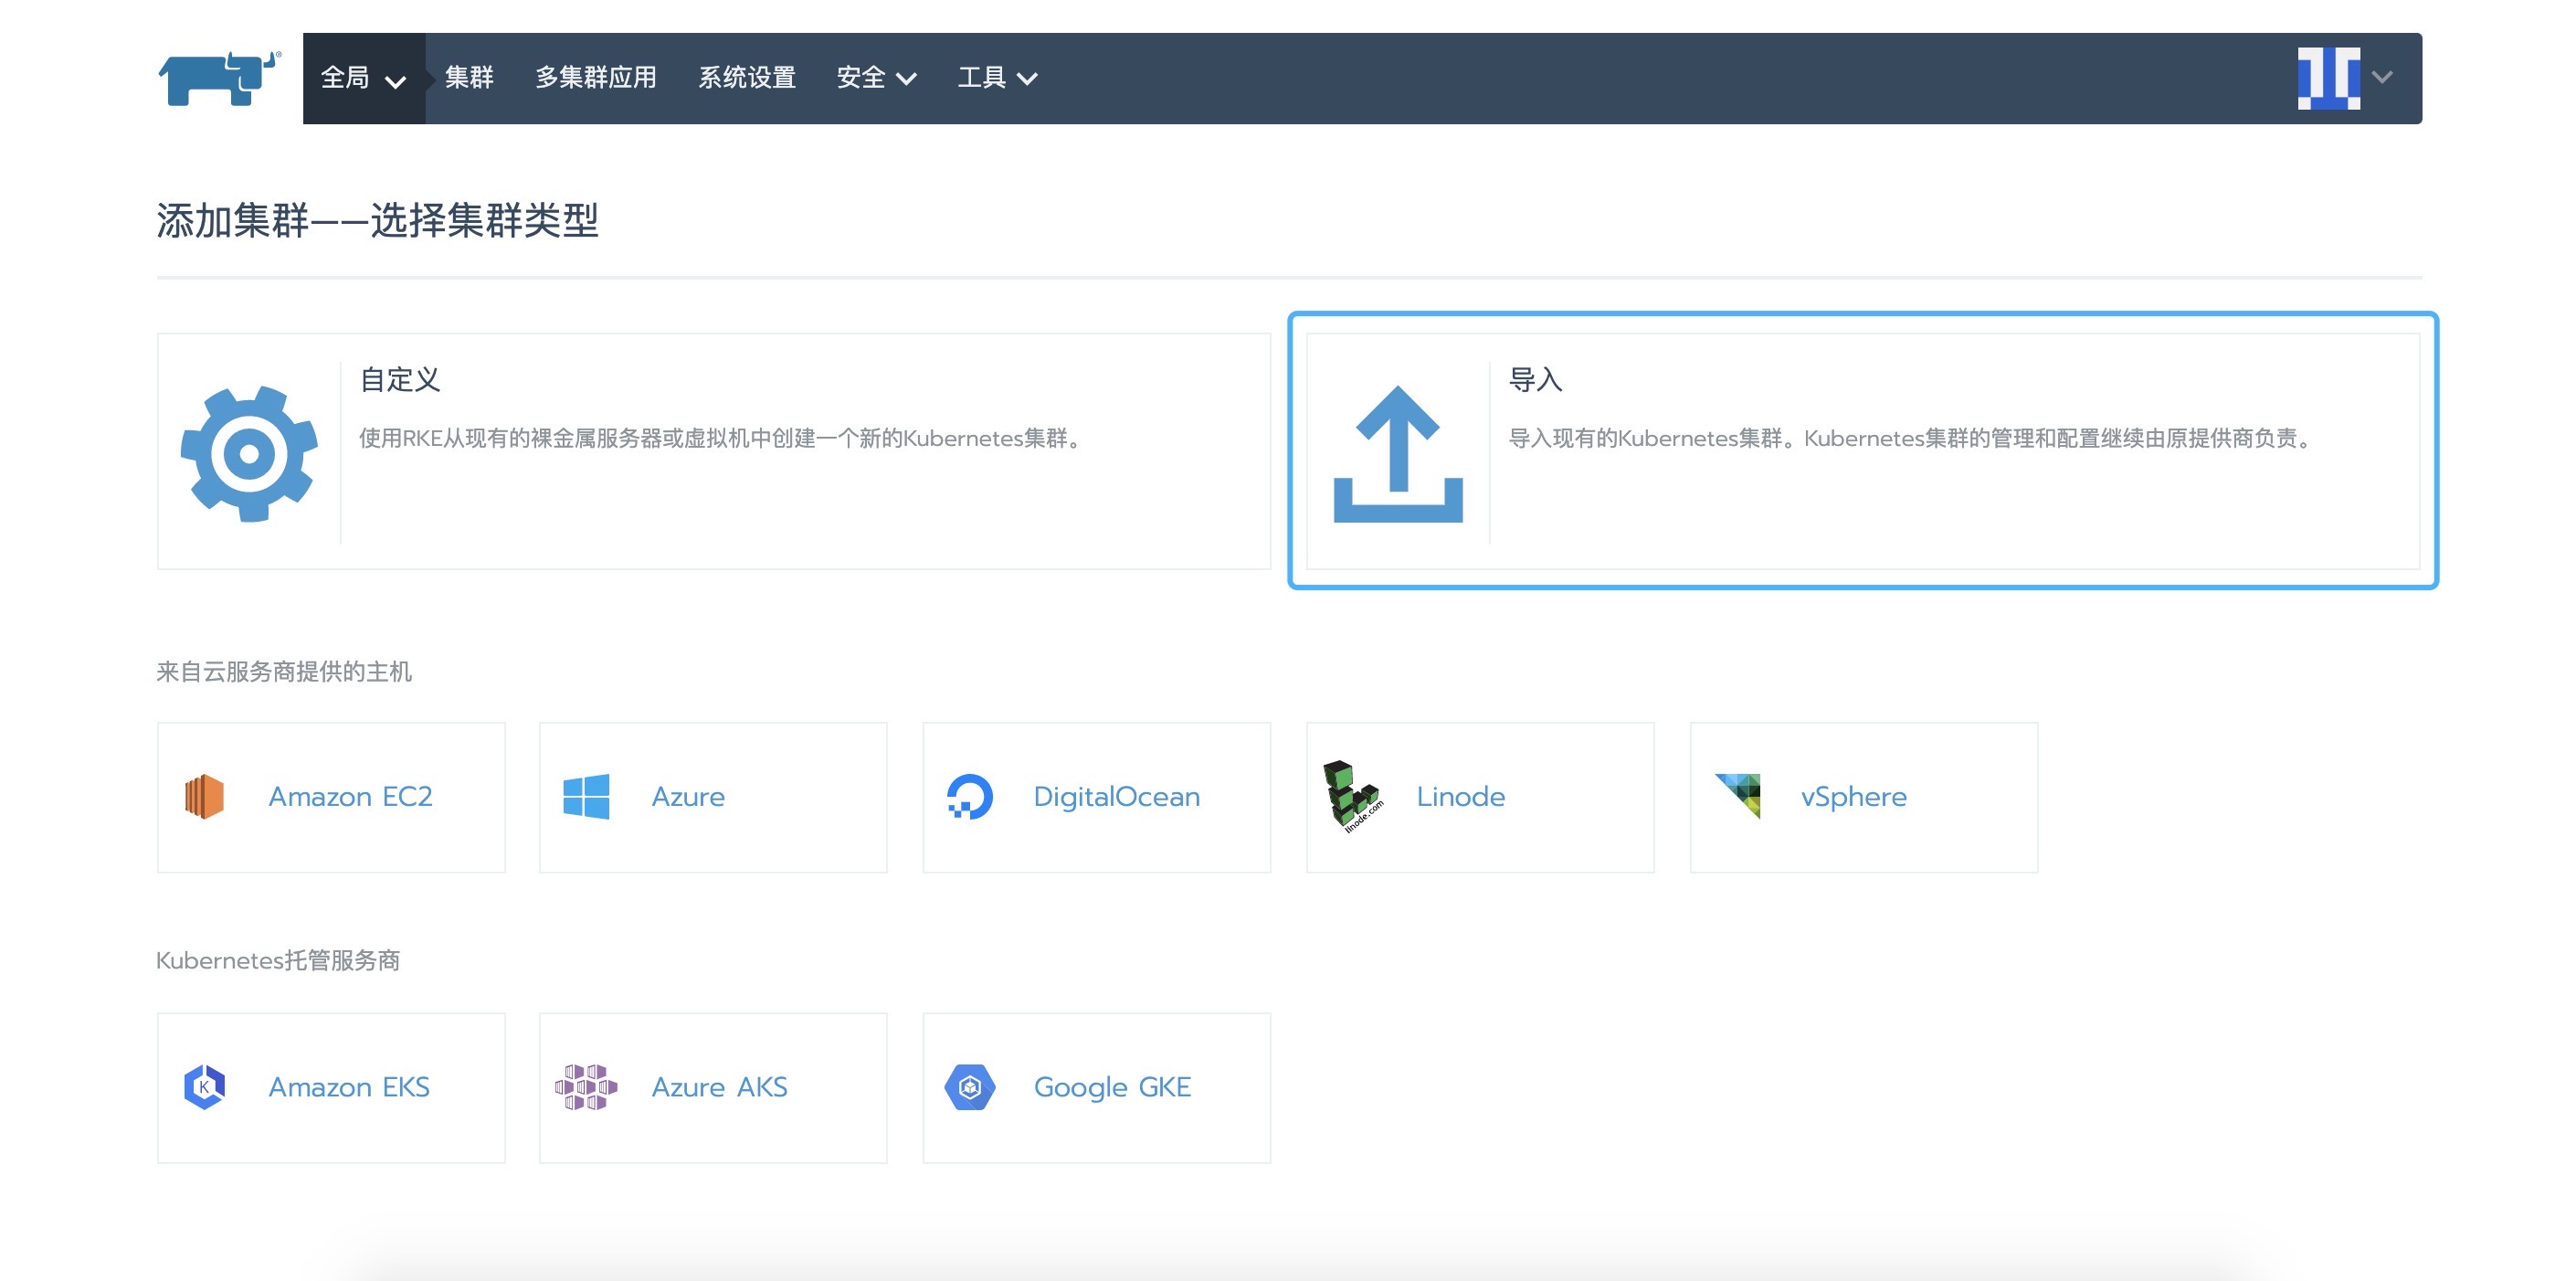 全局 集群 多集群应用 系统设置 安全 工具
添加集群——选择集群类型
自定义
使用RKE从现有的裸金属服务器或虚拟机中创建一个新的Kubernetes集群。
导入
导入现有的Kubernetes集群。Kubernetes集群的管理和配置继续由原提供商负责。
来自云服务商提供的主机
Amazon EC2
Azure
DigitalOcean
linode.com
Linode
vSphere
Kubernetes托管服务商
K
Amazon EKS
Azure AKS
Google GKE